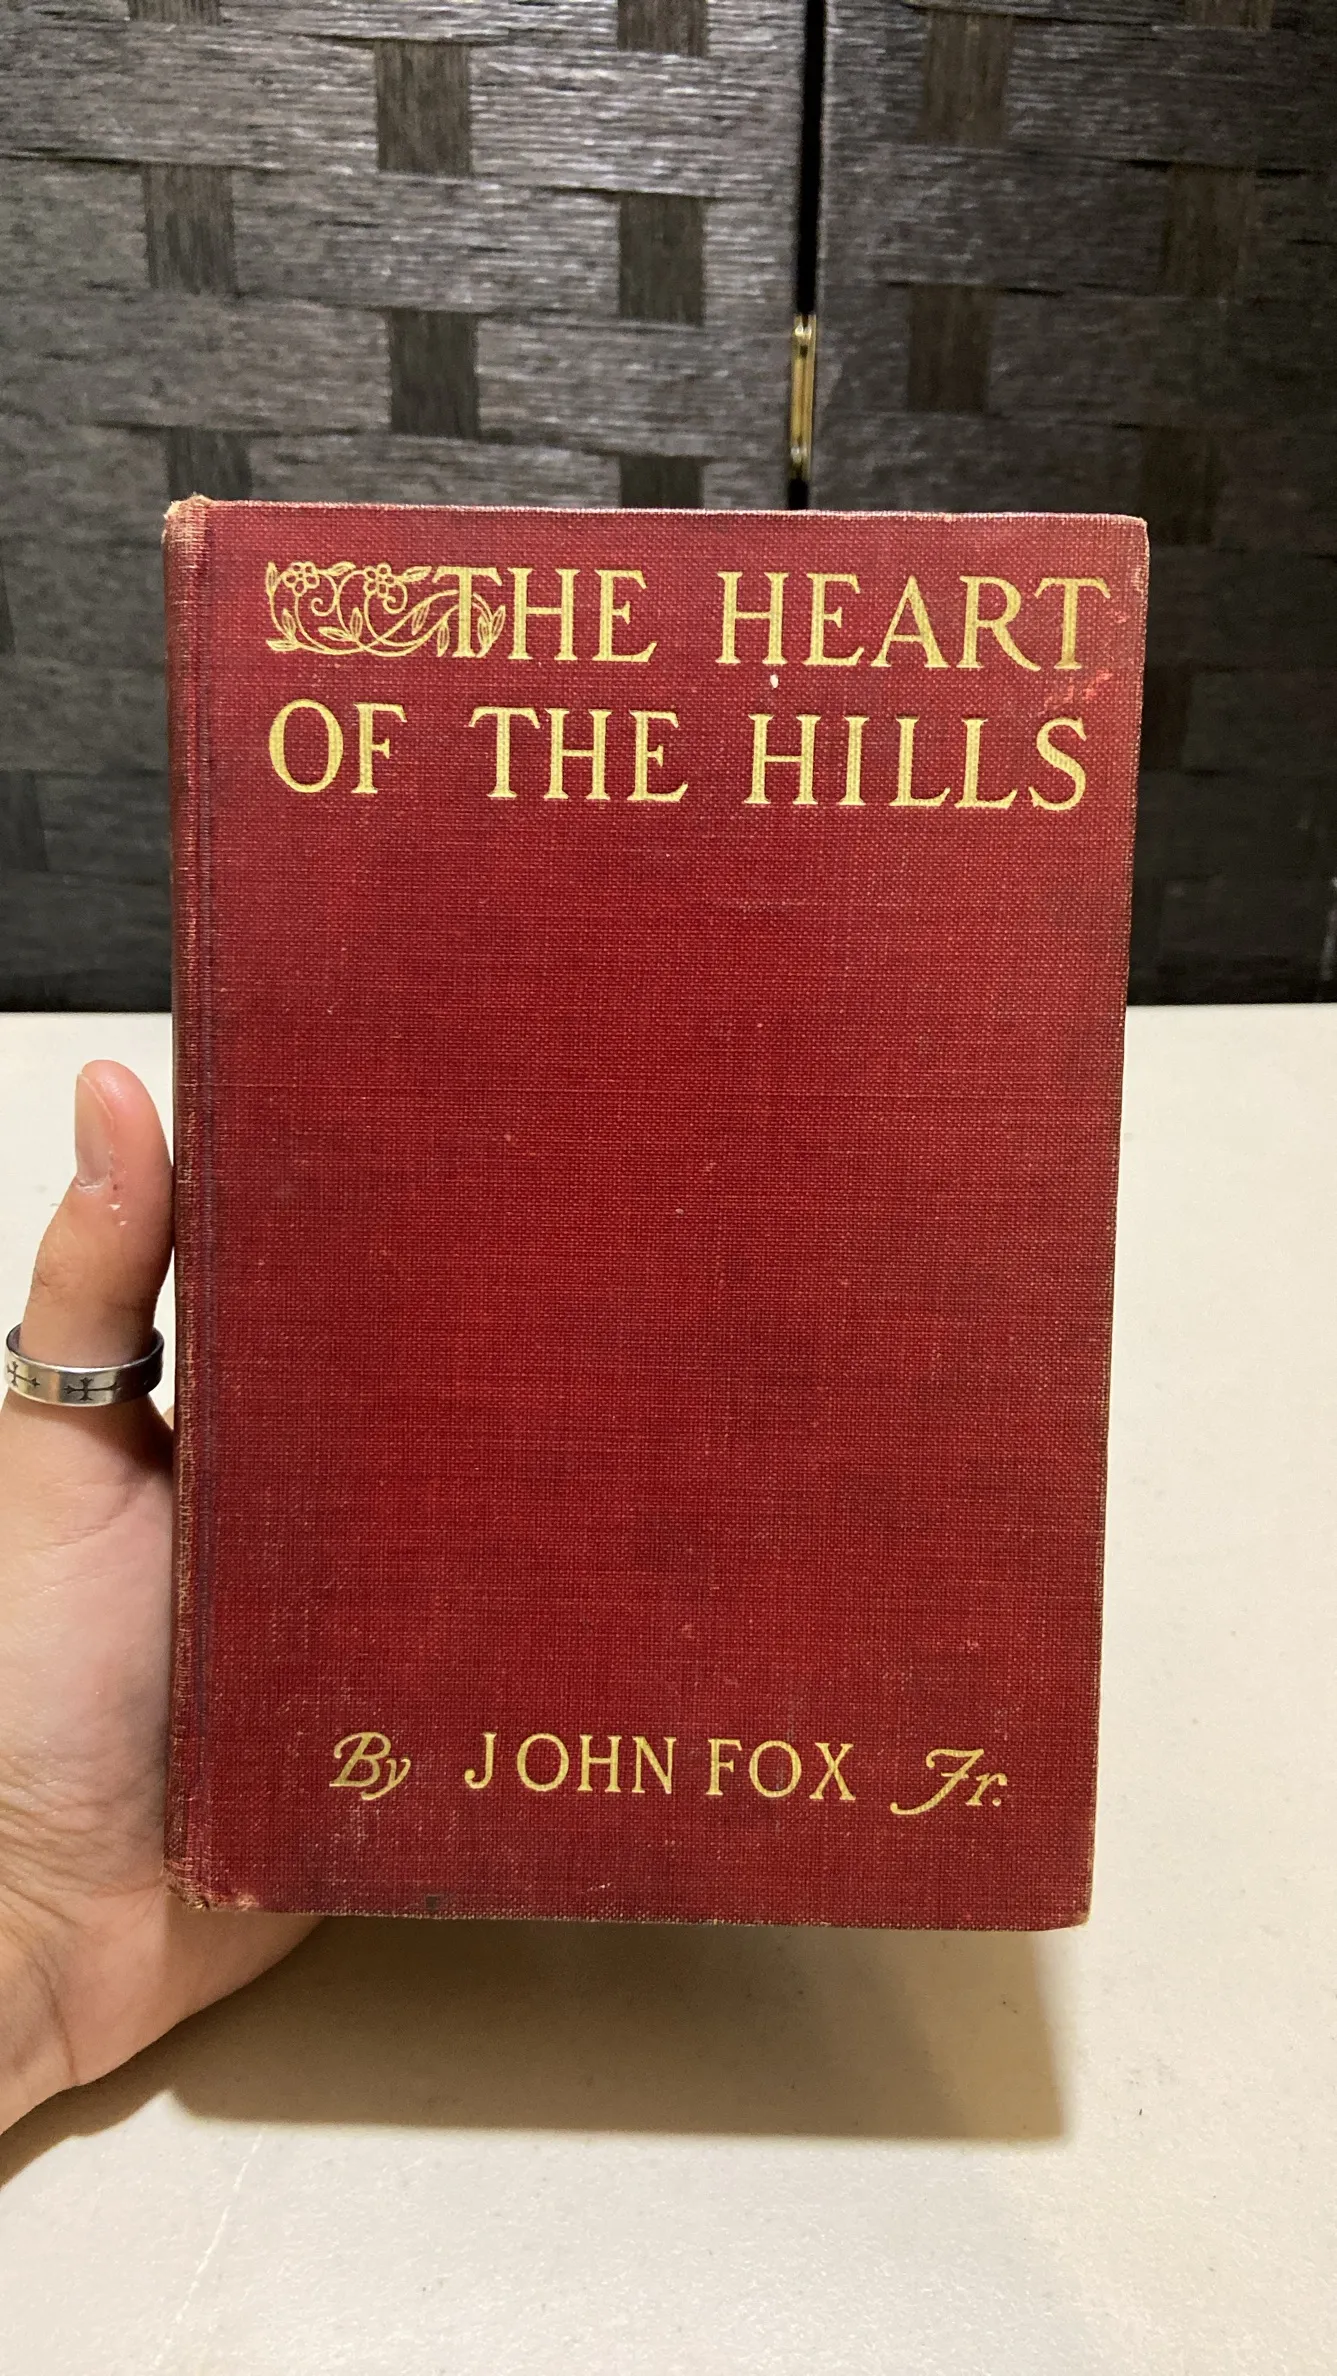 THE HEART
OF THE HILLS
By JOHN FOX Jr.